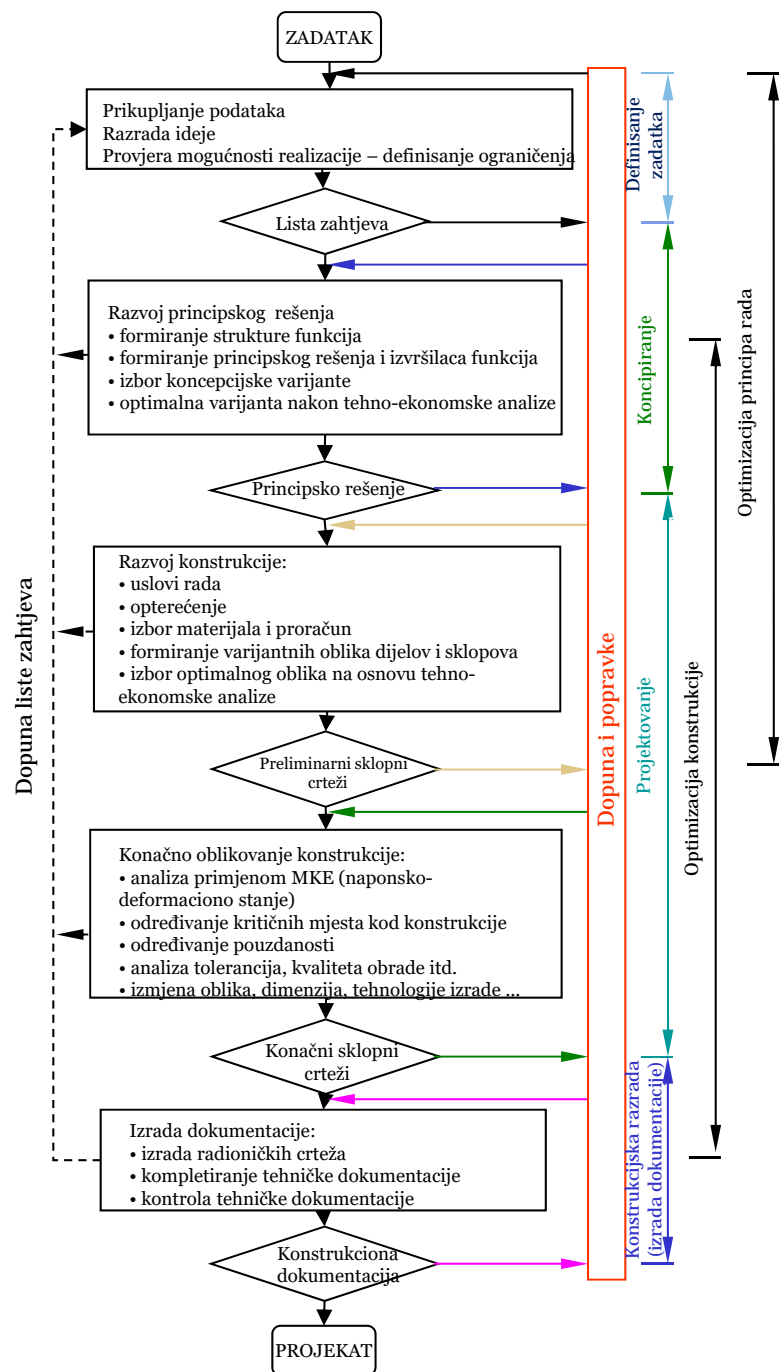 ZADATAK
Prikupljanje podataka
Razrada ideje
Provjera mogućnosti realizacije – definisanje ograničenja
Lista zahtjeva
Razvoj principskog rešenja
• formiranje strukture funkcija
• formiranje principskog rešenja i izvršilaca funkcija
• izbor koncepcijske varijante
• optimalna varijanta nakon tehno-ekonomske analize
Principsko rešenje
Razvoj konstrukcije:
• uslovi rada
• opterećenje
• izbor materijala i proračun
• formiranje varijantnih oblika dijelov i sklopova
• izbor optimalnog oblika na osnovu tehno-
ekonomske analize
Preliminarni sklopni
crteži
Konačno oblikovanje konstrukcije:
• analiza primjenom MKE (naponsko-
deformaciono stanje)
• određivanje kritičnih mjesta kod konstrukcije
• određivanje pouzdanosti
• analiza tolerancija, kvaliteta obrade itd.
• izmjena oblika, dimenzija, tehnologije izrade ...
Konačni sklopni
crteži
Izrada dokumentacije:
• izrada radioničkih crteža
• kompletiranje tehničke dokumentacije
• kontrola tehničke dokumentacije
Konstrukciona
dokumentacija
PROJEKAT
Dopuna liste zahtjeva
Dopuna i popravke
Definisanje
zadatka
Koncipiranje
Projektovanje
Konstrukcijska razrada
(izrada dokumentacije)
Optimizacija konstrukcije
Optimizacija principa rada